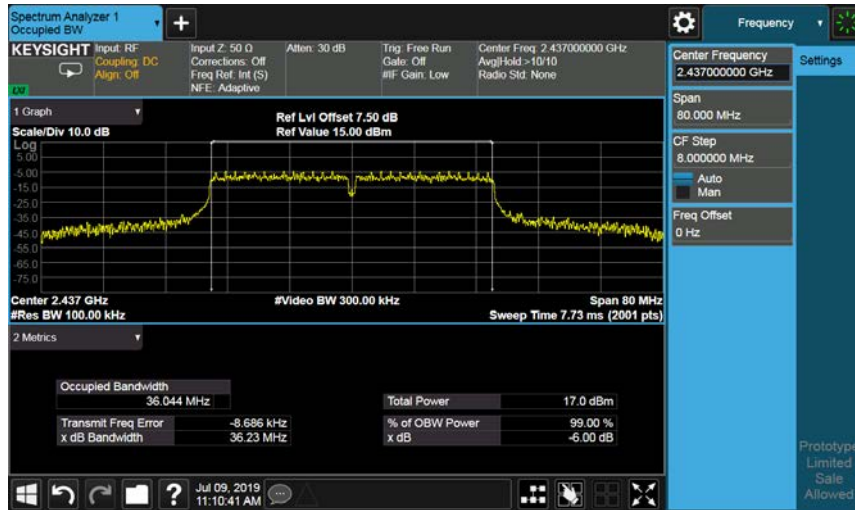 Spectrum Analyzer 1
Occupied BW
+
Frequency
KEYSIGHT
LXI
Input: RF
Coupling: DC
Align: Off
Input Z: 50 Ω
Corrections: Off
Freq Ref: Int (S)
NFE: Adaptive
Atten: 30 dB
Trig: Free Run
Gate: Off
#IF Gain: Low
Center Freq: 2.437000000 GHz
Avg|Hold:>10/10
Radio Std: None
Center Frequency
2.437000000 GHz
Settings
Span
80.000 MHz
CF Step
8.000000 MHz
Auto
Man
Freq Offset
0 Hz
1 Graph
Scale/Div 10.0 dB
Ref Lvl Offset 7.50 dB
Ref Value 15.00 dBm
Log
5.00
-5.00
-15.0
-25.0
-35.0
-45.0
-55.0
-65.0
-75.0
Center 2.437 GHz
#Video BW 300.00 kHz
Span 80 MHz
#Res BW 100.00 kHz
Sweep Time 7.73 ms (2001 pts)
2 Metrics
Occupied Bandwidth
36.044 MHz
Total Power 17.0 dBm
Transmit Freq Error -8.686 kHz
% of OBW Power 99.00 %
x dB Bandwidth 36.23 MHz
x dB -6.00 dB
Prototype
Limited
Sale
Allowed
?
Jul 09, 2019
11:10:41 AM